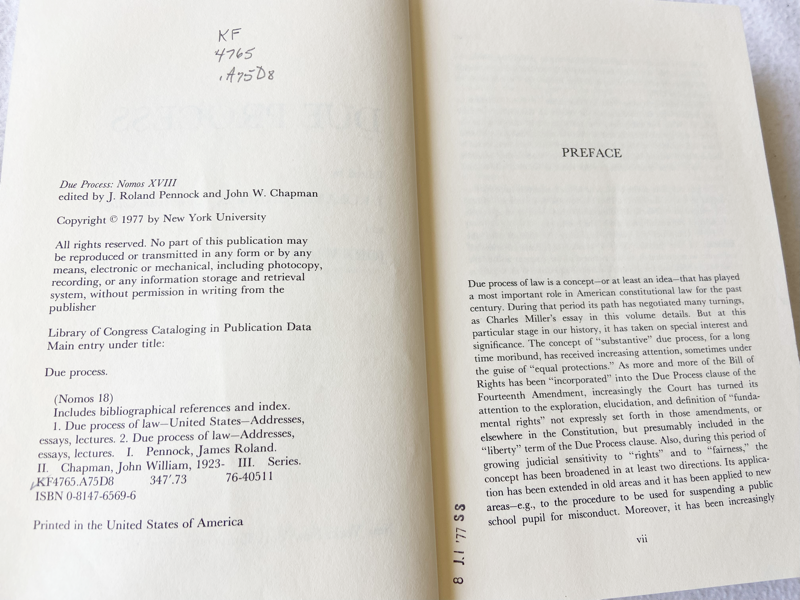 KF
4765
.A75D8
Due Process: Nomos XVIII
edited by J. Roland Pennock and John W. Chapman
Copyright © 1977 by New York University
All rights reserved. No part of this publication may
be reproduced or transmitted in any form or by any
means, electronic or mechanical, including photocopy,
recording, or any information storage and retrieval
system, without permission in writing from the
publisher
Library of Congress Cataloging in Publication Data
Main entry under title:
Due process.
(Nomos 18)
Includes bibliographical references and index.
1. Due process of law—United States—Addresses,
essays, lectures. 2. Due process of law—Addresses,
essays, lectures. I. Pennock, James Roland.
II. Chapman, John William, 1923- III. Series.
KF4765.A75D8 347'.73 76-40511
ISBN 0-8147-6569-6
Printed in the United States of America
PREFACE
Due process of law is a concept—or at least an idea—that has played
a most important role in American constitutional law for the past
century. During that period its path has negotiated many turnings,
as Charles Miller's essay in this volume details. But at this
particular stage in our history, it has taken on special interest and
significance. The concept of "substantive" due process, for a long
time moribund, has received increasing attention, sometimes under
the guise of "equal protections." As more and more of the Bill of
Rights has been "incorporated" into the Due Process clause of the
Fourteenth Amendment, increasingly the Court has turned its
attention to the exploration, elucidation, and definition of "funda-
mental rights" not expressly set forth in those amendments, or
elsewhere in the Constitution, but presumably included in the
"liberty" term of the Due Process clause. Also, during this period of
growing judicial sensitivity to "rights" and to "fairness," the
concept has been broadened in at least two directions. Its applica-
tion has been extended in old areas and it has been applied to new
areas—e.g., to the procedure to be used for suspending a public
school pupil for misconduct. Moreover, it has been increasingly
vii
8 J.I '77 SS